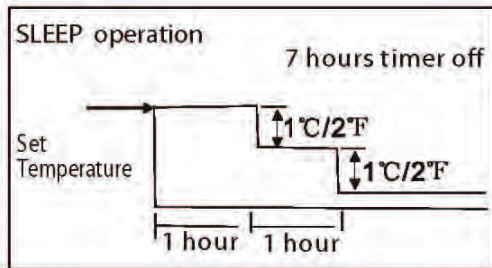 SLEEP operation
7 hours timer off
1℃/2℉
Set
Temperature
1℃/2℉
1 hour
1 hour